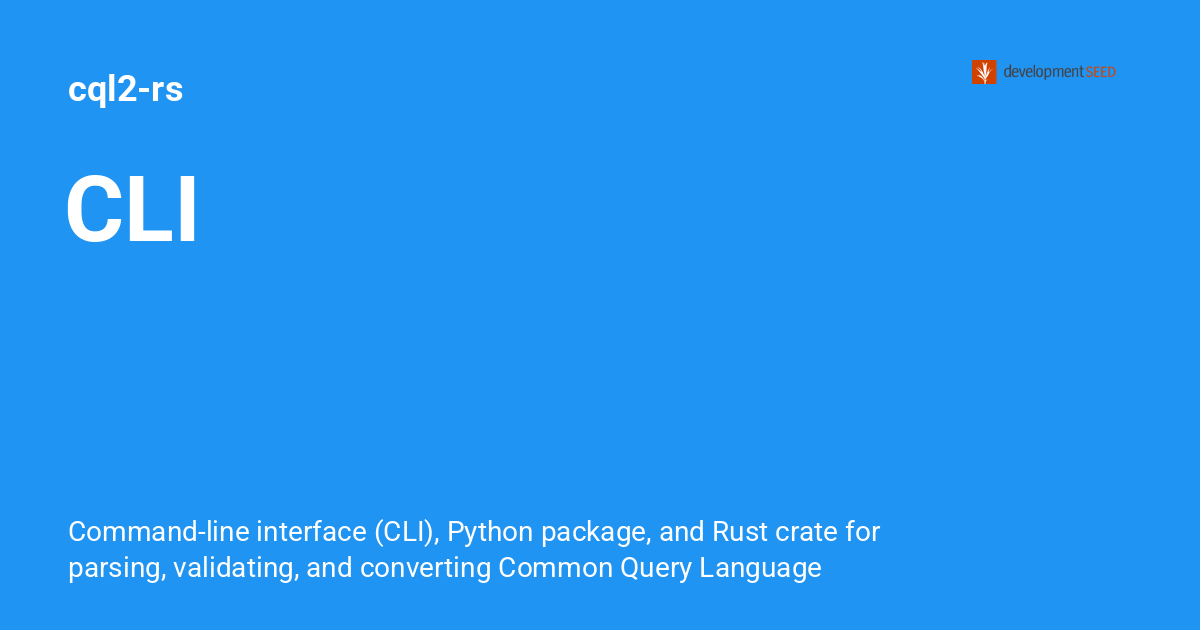 cql2-rs
developmentSEED
CLI
Command-line interface (CLI), Python package, and Rust crate for
parsing, validating, and converting Common Query Language